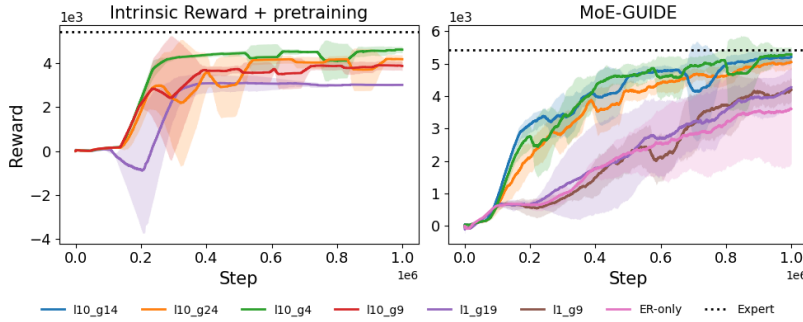 Intrinsic Reward + pretraining
1e3
4
2
0
−2
−4
Reward
0.0 0.2 0.4 0.6 0.8 1.0
1e6
Step
MoE-GUIDE
1e3
6
5
4
3
2
1
0
0.0 0.2 0.4 0.6 0.8 1.0
1e6
Step
l10_g14 l10_g24 l10_g4 l10_g9 l1_g19 l1_g9 ER-only Expert